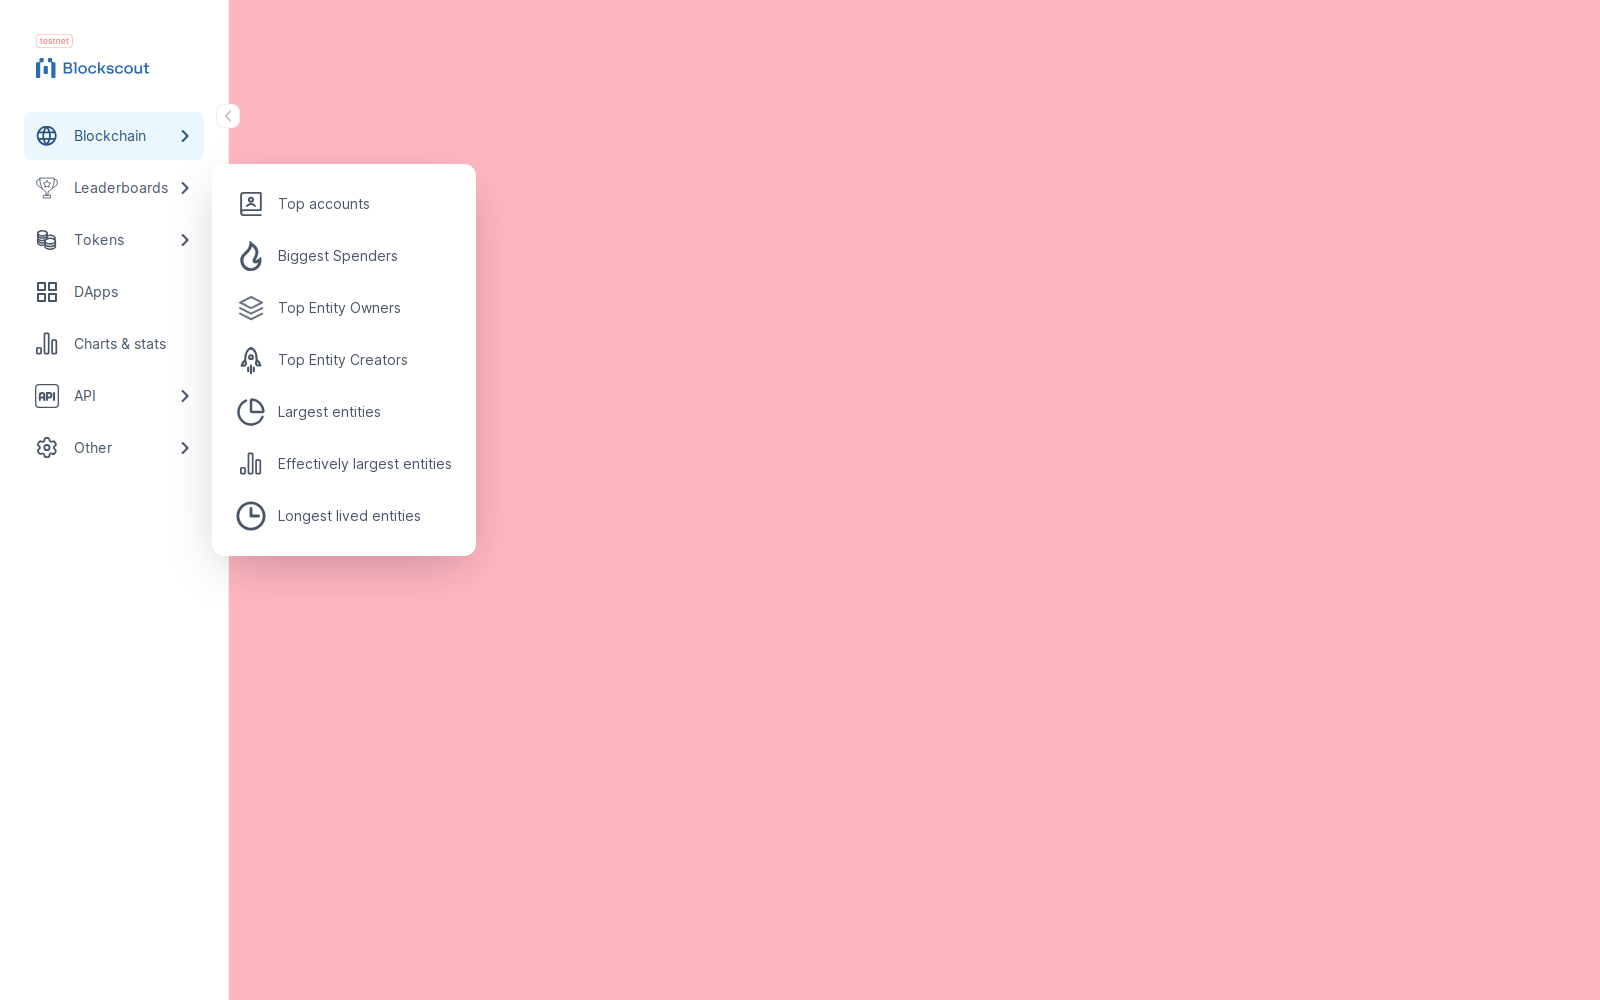 testnet
Blockscout
Blockchain
Leaderboards
Tokens
DApps
Charts & stats
API
API
Other
Top accounts
Biggest Spenders
Top Entity Owners
Top Entity Creators
Largest entities
Effectively largest entities
Longest lived entities